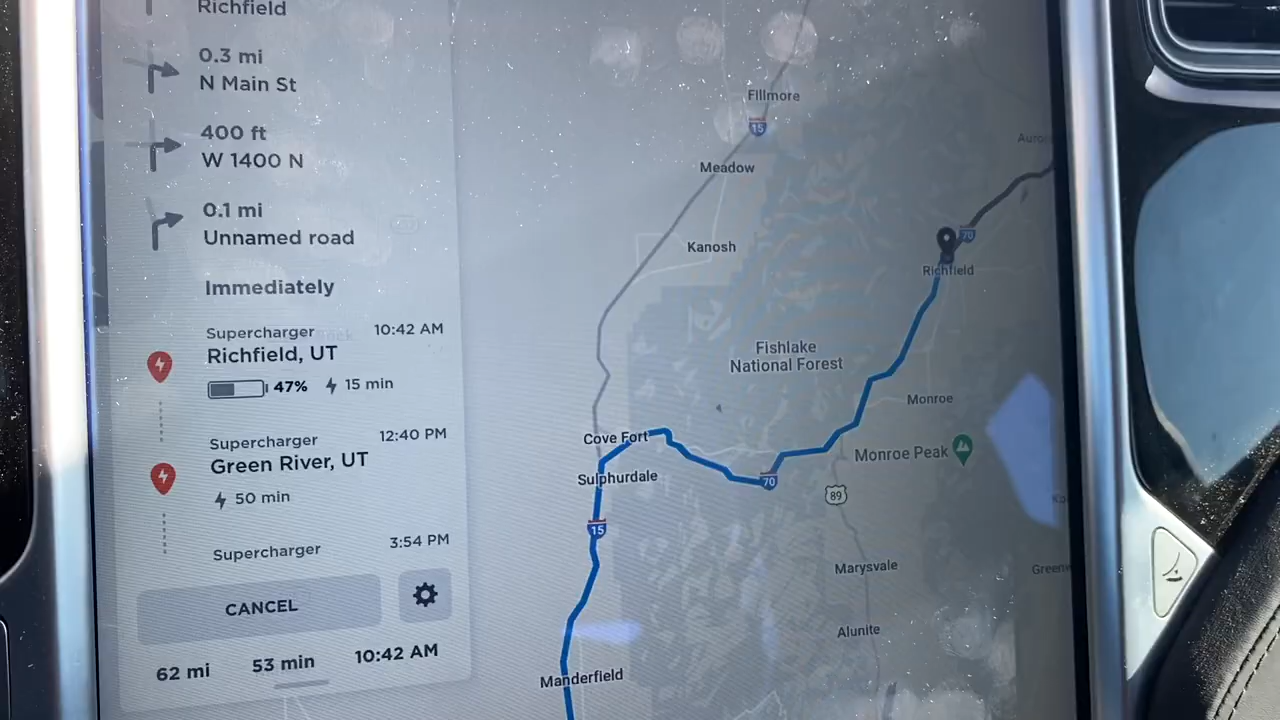 Richfield
0.3 mi
N Main St
400 ft
W 1400 N
0.1 mi
Unnamed road
Immediately
Supercharger 10:42 AM
Richfield, UT
47% 15 min
Supercharger 12:40 PM
Green River, UT
50 min
Supercharger 3:54 PM
CANCEL
62 mi 53 min 10:42 AM
Fillmore
15
Meadow
Kanosh
70
Richfield
Fishlake
National Forest
Monroe
Cove Fort
Monroe Peak
Sulphurdale
70
89
15
Marysvale
Alunite
Manderfield